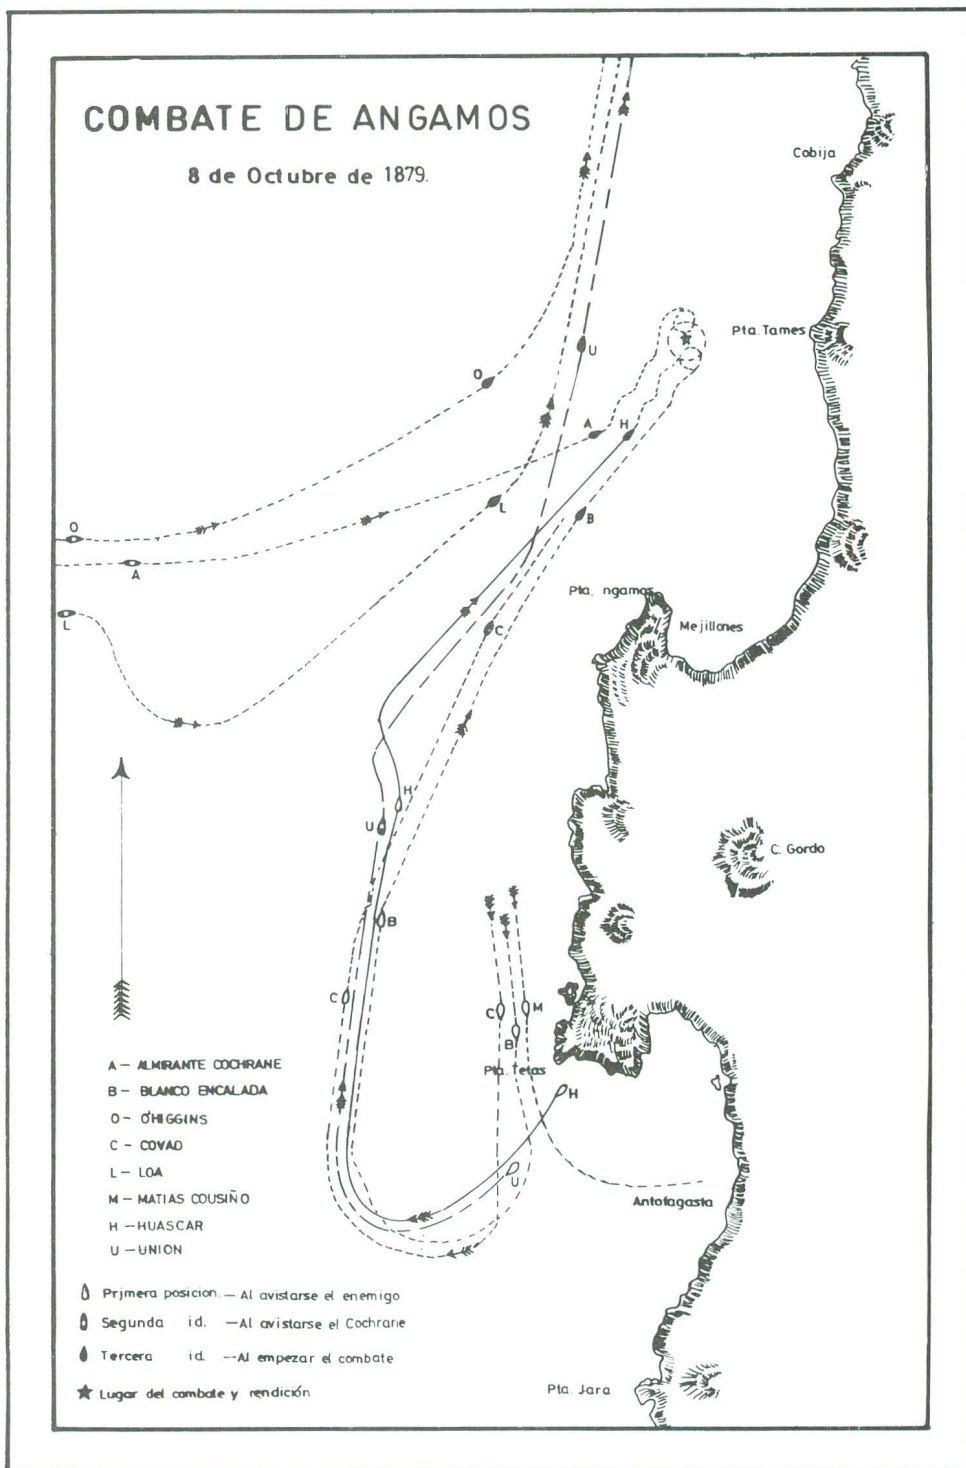 COMBATE DE ANGAMOS
8 de Octubre de 1879.
Cobija
Pta. Tames
U
O
A
H
L
B
O
A
L
Pta. ngamos
Mejillones
C
H
U
C. Gordo
B
C
C
M
B
Pta. Tetas
H
U
Antofagasta
A — ALMIRANTE COCHRANE
B — BLANCO ENCALADA
O — O'HIGGINS
C — COVAD
L — LOA
M — MATIAS COUSIÑO
H — HUASCAR
U — UNION
Primera posicion. — Al avistarse el enemigo
Segunda id. — Al avistarse el Cochrane
Tercera id. — Al empezar el combate
Lugar del combate y rendición
Pta. Jara